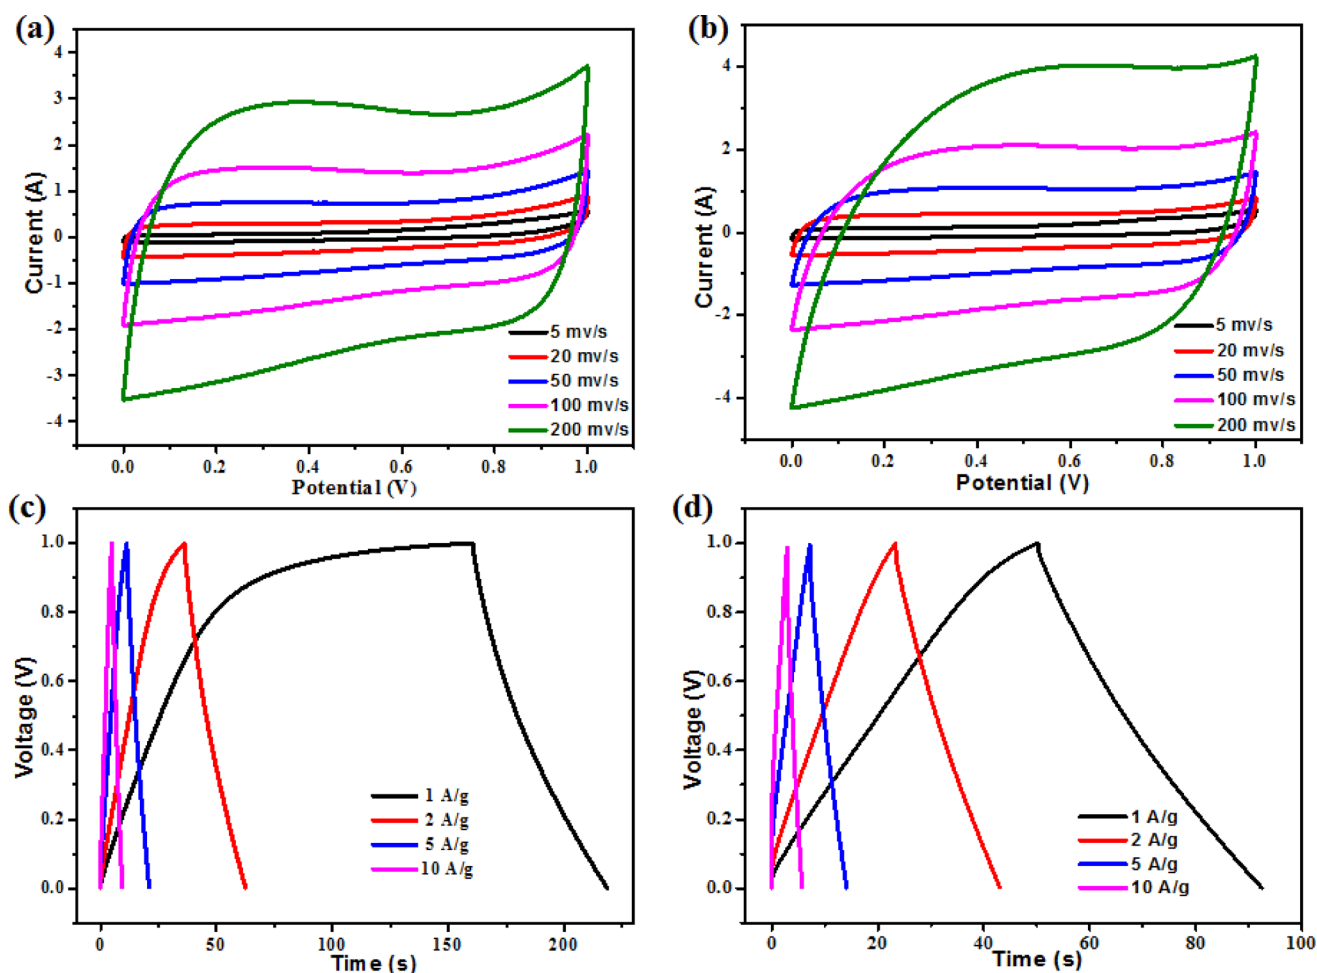 (a)
4
3
2
1
0
-1
-2
-3
-4
Current (A)
0.0 0.2 0.4 0.6 0.8 1.0
Potential (V)
5 mv/s
20 mv/s
50 mv/s
100 mv/s
200 mv/s
(b)
4
2
0
-2
-4
Current (A)
0.0 0.2 0.4 0.6 0.8 1.0
Potential (V)
5 mv/s
20 mv/s
50 mv/s
100 mv/s
200 mv/s
(c)
1.0
0.8
0.6
0.4
0.2
0.0
Voltage (V)
0 50 100 150 200
Time (s)
1 A/g
2 A/g
5 A/g
10 A/g
(d)
1.0
0.8
0.6
0.4
0.2
0.0
Voltage (V)
0 20 40 60 80 100
Time (s)
1 A/g
2 A/g
5 A/g
10 A/g